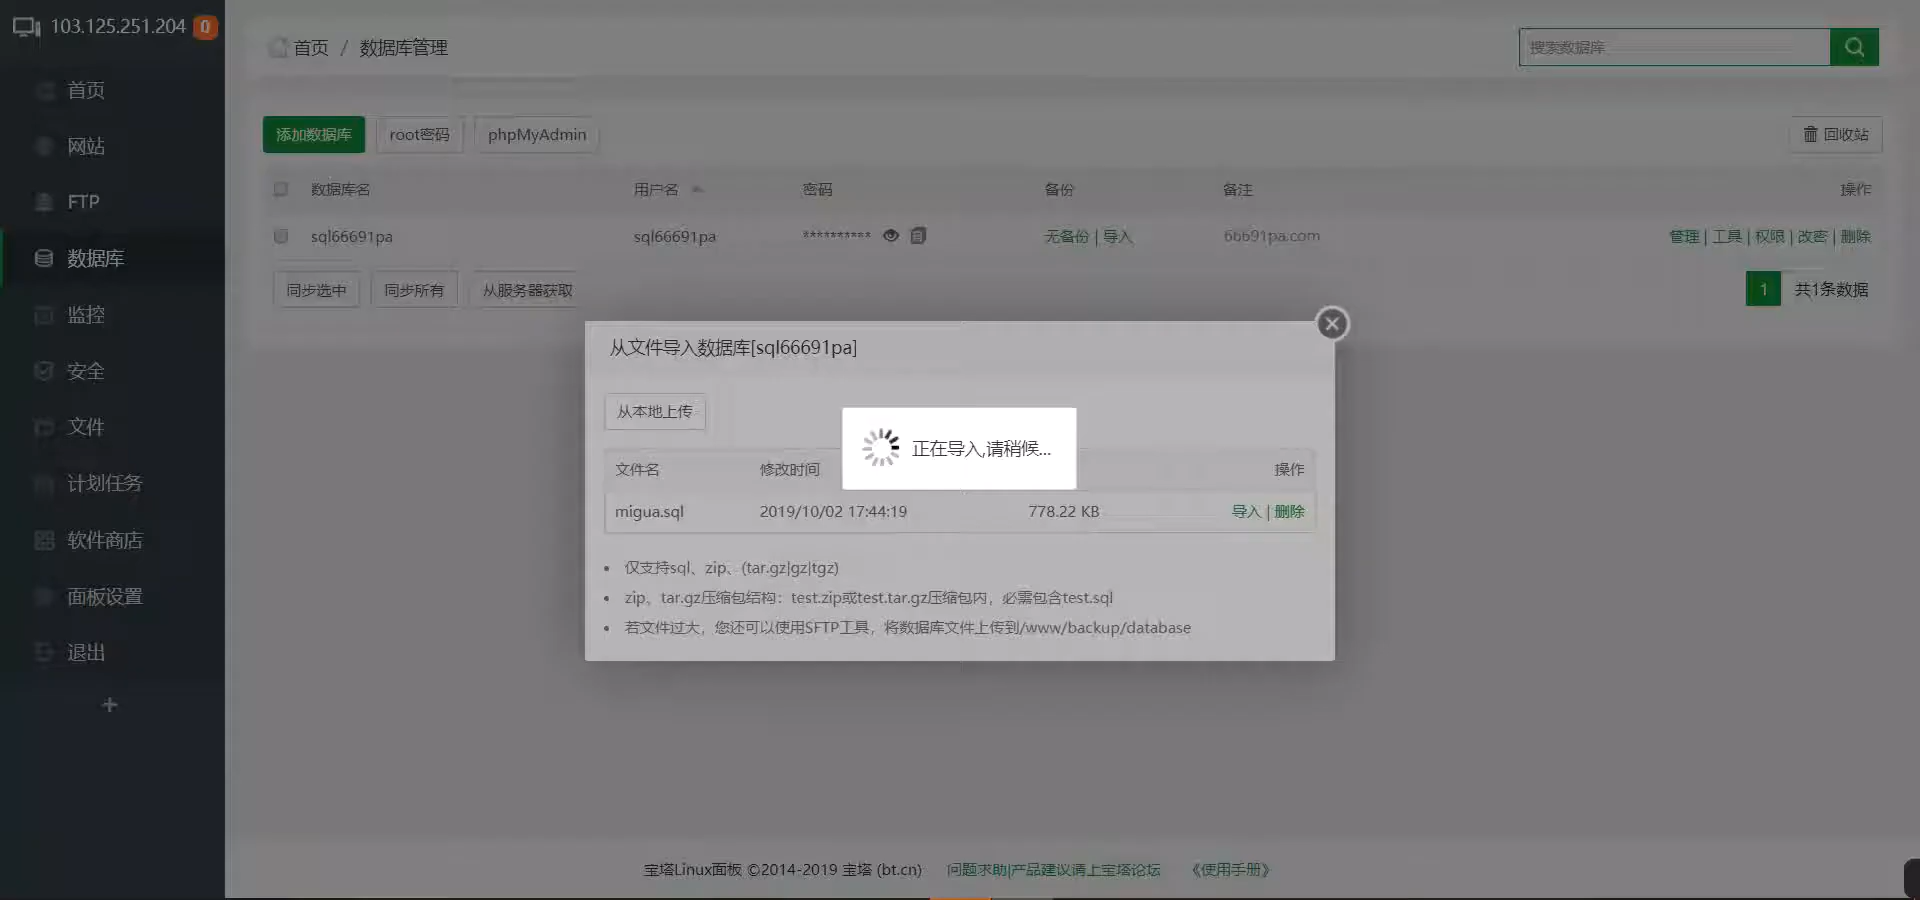 103.125.251.204 0
首页
网站
FTP
数据库
监控
安全
文件
计划任务
软件商店
面板设置
退出
首页 / 数据库管理
搜索数据库
添加数据库 root密码 phpMyAdmin 回收站
数据库名 用户名 密码 备份 备注 操作
sql66691pa sql66691pa ********** 无备份 | 导入 66691pa.com 管理 | 工具 | 权限 | 改密 | 删除
同步选中 同步所有 从服务器获取 1 共1条数据
从文件导入数据库[sql66691pa]
从本地上传
正在导入,请稍候...
文件名 修改时间 操作
migua.sql 2019/10/02 17:44:19 778.22 KB 导入 | 删除
仅支持sql、zip、(tar.gz|gz|tgz)
zip、tar.gz压缩包结构：test.zip或test.tar.gz压缩包内，必需包含test.sql
若文件过大，您还可以使用SFTP工具，将数据库文件上传到/www/backup/database
宝塔Linux面板 ©2014-2019 宝塔 (bt.cn) 问题求助|产品建议请上宝塔论坛 《使用手册》